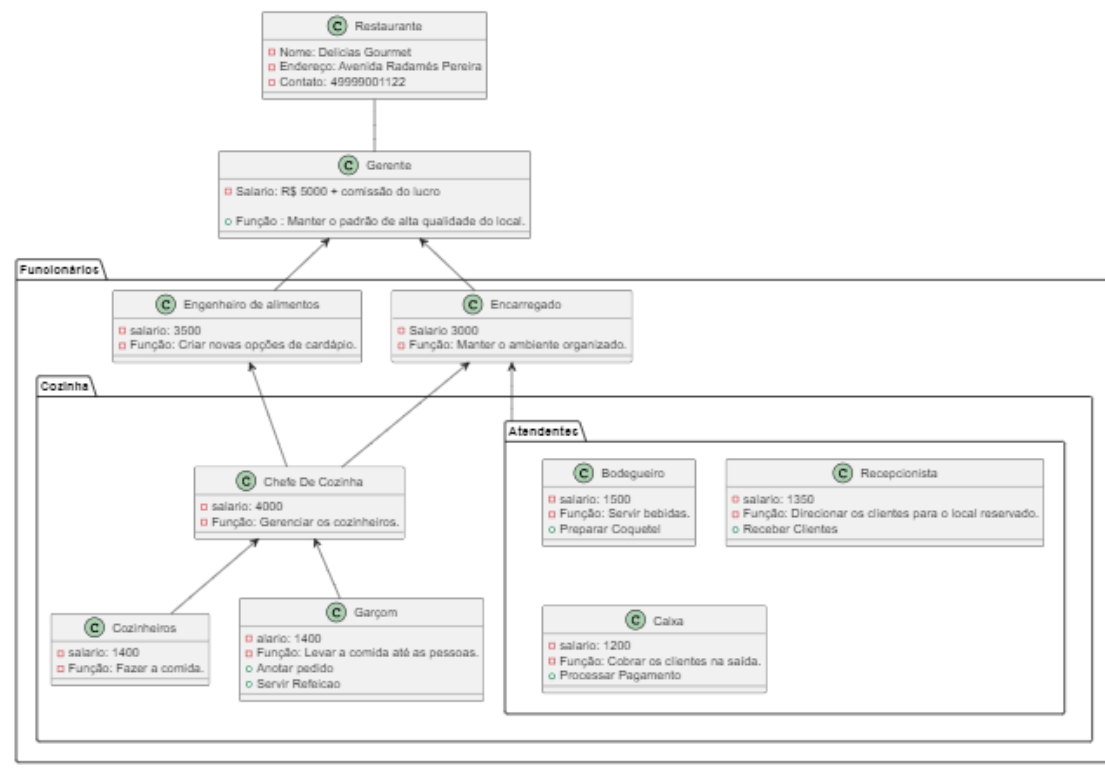 C Restaurante
Nome: Delicias Gourmet
Endereço: Avenida Radamés Pereira
Contato: 49999001122
C Gerente
Salario: R$ 5000 + comissão do lucro
Função : Manter o padrão de alta qualidade do local.
Funcionários
C Engenheiro de alimentos
salario: 3500
Função: Criar novas opções de cardápio.
C Encarregado
Salario 3000
Função: Manter o ambiente organizado.
Cozinha
C Chefe De Cozinha
salario: 4000
Função: Gerenciar os cozinheiros.
C Cozinheiros
salario: 1400
Função: Fazer a comida.
C Garçom
alario: 1400
Função: Levar a comida até as pessoas.
Anotar pedido
Servir Refeicao
Atendentes
C Bodegueiro
salario: 1500
Função: Servir bebidas.
Preparar Coquetel
C Recepcionista
salario: 1350
Função: Direcionar os clientes para o local reservado.
Receber Clientes
C Caixa
salario: 1200
Função: Cobrar os clientes na saída.
Processar Pagamento